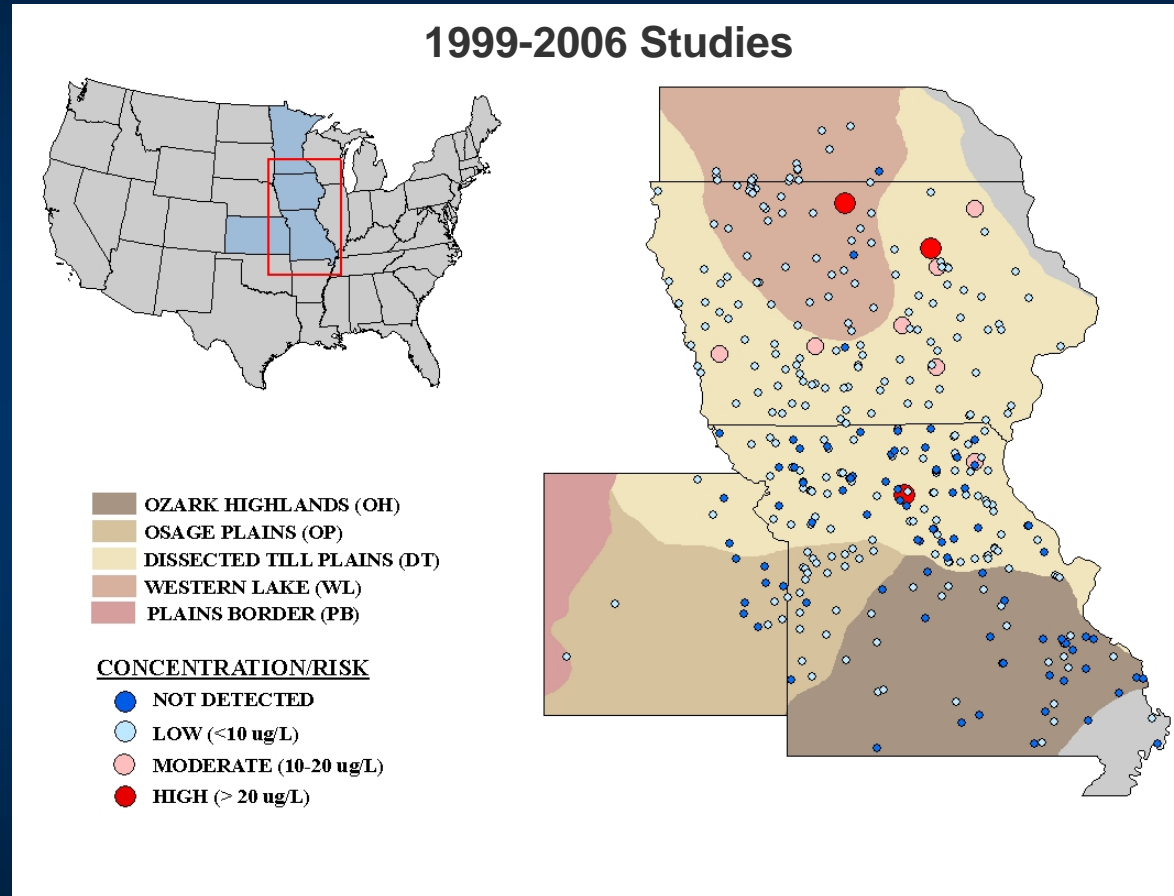 1999-2006 Studies
OZARK HIGHLANDS (OH)
OSAGE PLAINS (OP)
DISSECTED TILL PLAINS (DT)
WESTERN LAKE (WL)
PLAINS BORDER (PB)
CONCENTRATION/RISK
NOT DETECTED
LOW (<10 ug/L)
MODERATE (10-20 ug/L)
HIGH (> 20 ug/L)